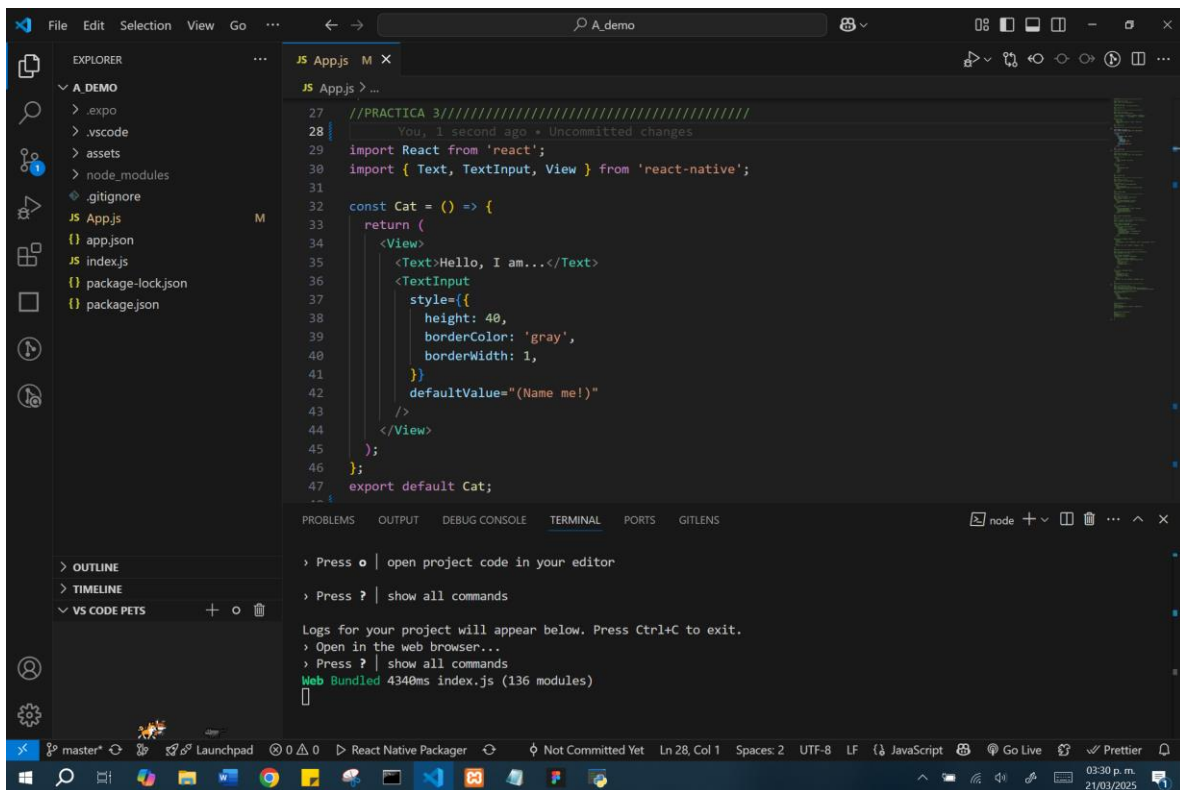 File Edit Selection View Go ··· A_demo
EXPLORER ···
A_DEMO
.expo
.vscode
assets
node_modules
.gitignore
JS App.js M
{} app.json
JS index.js
{} package-lock.json
{} package.json
OUTLINE
TIMELINE
VS CODE PETS
JS App.js M
JS App.js > ...
27 //PRACTICA 3/////////////////////////////////////////
28 You, 1 second ago • Uncommitted changes
29 import React from 'react';
30 import { Text, TextInput, View } from 'react-native';
31
32 const Cat = () => {
33 return (
34 <View>
35 <Text>Hello, I am...</Text>
36 <TextInput
37 style={{
38 height: 40,
39 borderColor: 'gray',
40 borderWidth: 1,
41 }}
42 defaultValue="(Name me!)"
43 />
44 </View>
45 );
46 };
47 export default Cat;
PROBLEMS OUTPUT DEBUG CONSOLE TERMINAL PORTS GITLENS node
› Press o │ open project code in your editor
› Press ? │ show all commands
Logs for your project will appear below. Press Ctrl+C to exit.
› Open in the web browser...
› Press ? │ show all commands
Web Bundled 4340ms index.js (136 modules)
master* Launchpad 0 0 React Native Packager Not Committed Yet Ln 28, Col 1 Spaces: 2 UTF-8 LF JavaScript Go Live Prettier
03:30 p. m.
21/03/2025